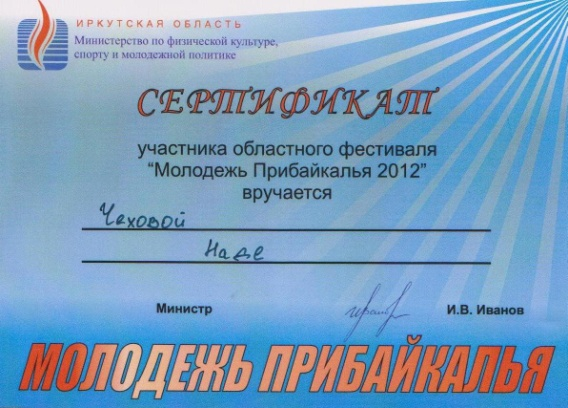 ИРКУТСКАЯ ОБЛАСТЬ
Министерство по физической культуре,
спорту и молодежной политике
СЕРТИФИКАТ
участника областного фестиваля
"Молодежь Прибайкалья 2012"
вручается
Чеховой
Наде
Министр И.В. Иванов
МОЛОДЕЖЬ ПРИБАЙКАЛЬЯ